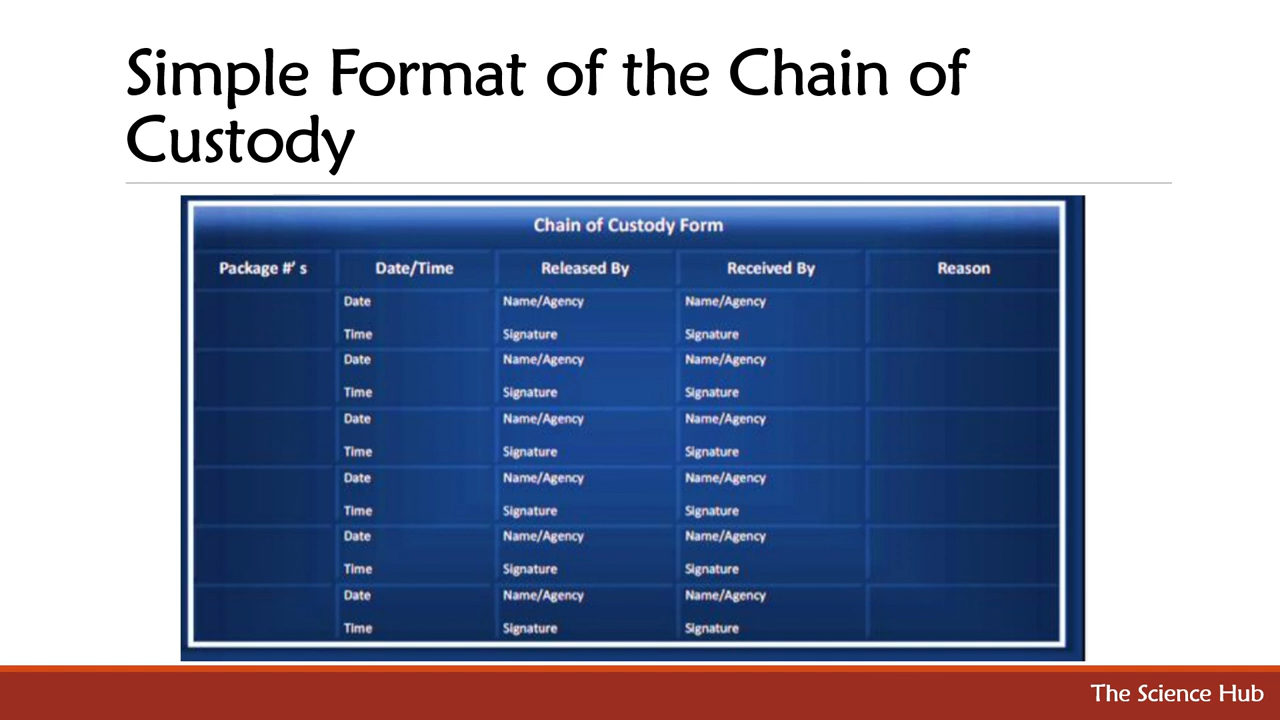 Simple Format of the Chain of
Custody
Chain of Custody Form
Package #' s Date/Time Released By Received By Reason
Date Name/Agency Name/Agency
Time Signature Signature
Date Name/Agency Name/Agency
Time Signature Signature
Date Name/Agency Name/Agency
Time Signature Signature
Date Name/Agency Name/Agency
Time Signature Signature
Date Name/Agency Name/Agency
Time Signature Signature
Date Name/Agency Name/Agency
Time Signature Signature
The Science Hub